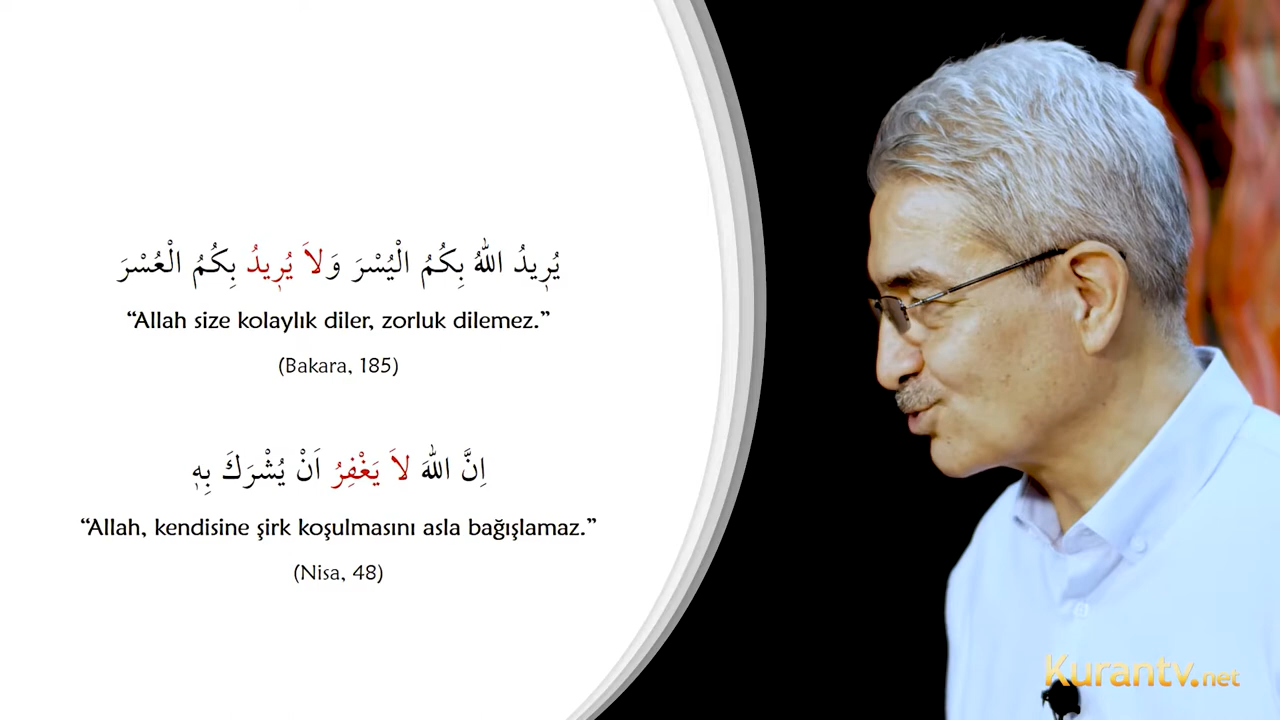 يُر۪يدُ اللّٰهُ بِكُمُ الْيُسْرَ وَلاَ يُر۪يدُ بِكُمُ الْعُسْرَ
“Allah size kolaylık diler, zorluk dilemez.”
(Bakara, 185)
اِنَّ اللّٰهَ لاَ يَغْفِرُ اَنْ يُشْرَكَ بِه۪
“Allah, kendisine şirk koşulmasını asla bağışlamaz.”
(Nisa, 48)
Kurantv.net